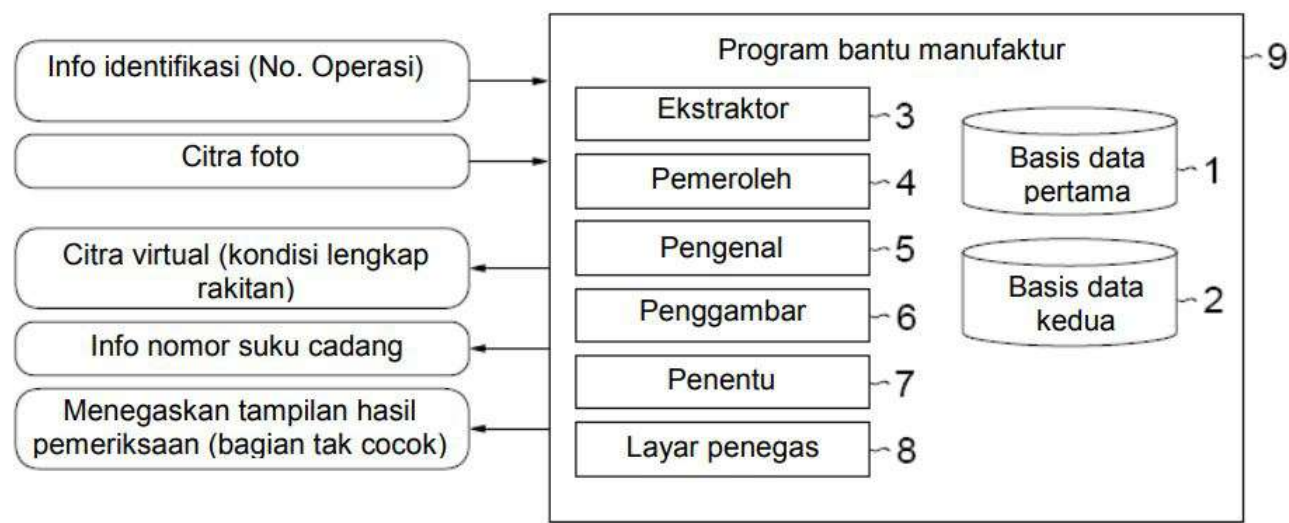 Info identifikasi (No. Operasi)
Citra foto
Citra virtual (kondisi lengkap
rakitan)
Info nomor suku cadang
Menegaskan tampilan hasil
pemeriksaan (bagian tak cocok)
Program bantu manufaktur
9
Ekstraktor
3
Pemeroleh
4
Pengenal
5
Penggambar
6
Penentu
7
Layar penegas
8
Basis data
pertama
1
Basis data
kedua
2